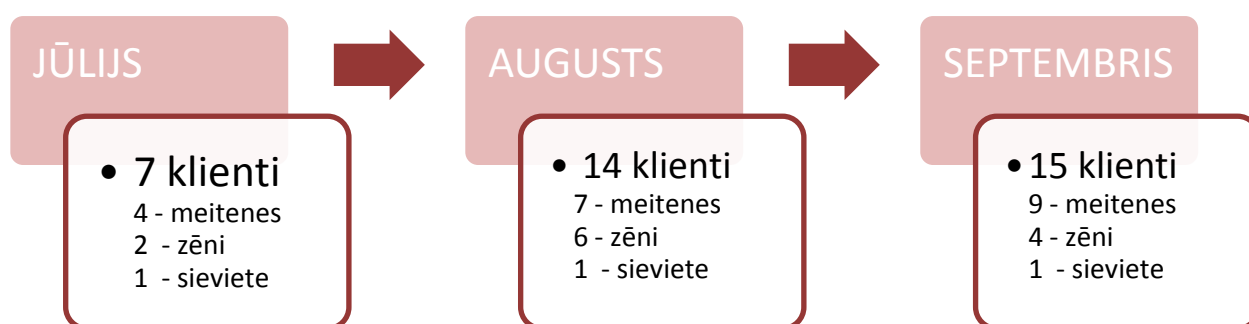 JŪLIJS
• 7 klienti
4 - meitenes
2 - zēni
1 - sieviete
AUGUSTS
• 14 klienti
7 - meitenes
6 - zēni
1 - sieviete
SEPTEMBRIS
• 15 klienti
9 - meitenes
4 - zēni
1 - sieviete